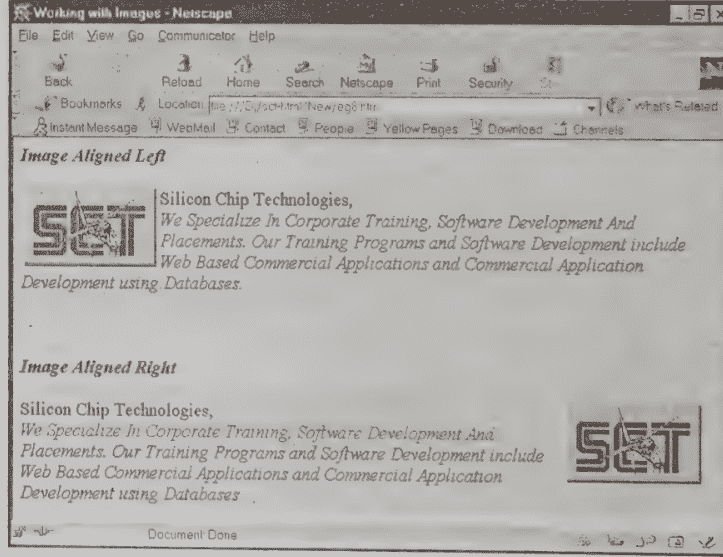 Working with Images - Netscape
File Edit View Go Communicator Help
Back Reload Home Search Netscape Print Security
Bookmarks Location: What's Related
Instant Message WebMail Contact People Yellow Pages Download Channels
Image Aligned Left
SCT
Silicon Chip Technologies,
We Specialize In Corporate Training, Software Development And
Placements. Our Training Programs and Software Development include
Web Based Commercial Applications and Commercial Application
Development using Databases.
Image Aligned Right
Silicon Chip Technologies,
We Specialize In Corporate Training, Software Development And
Placements. Our Training Programs and Software Development include
Web Based Commercial Applications and Commercial Application
Development using Databases
SCT
Document Done